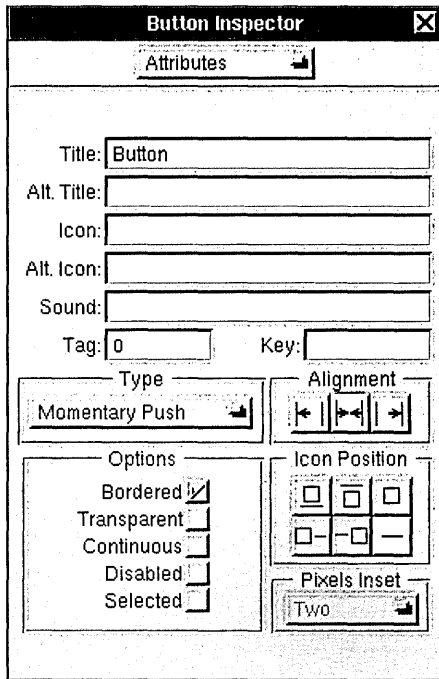 Button Inspector
Attributes
Title: Button
Alt. Title:
Icon:
Alt. Icon:
Sound:
Tag: 0 Key:
Type
Momentary Push
Alignment
Options
Bordered
Transparent
Continuous
Disabled
Selected
Icon Position
Pixels Inset
Two